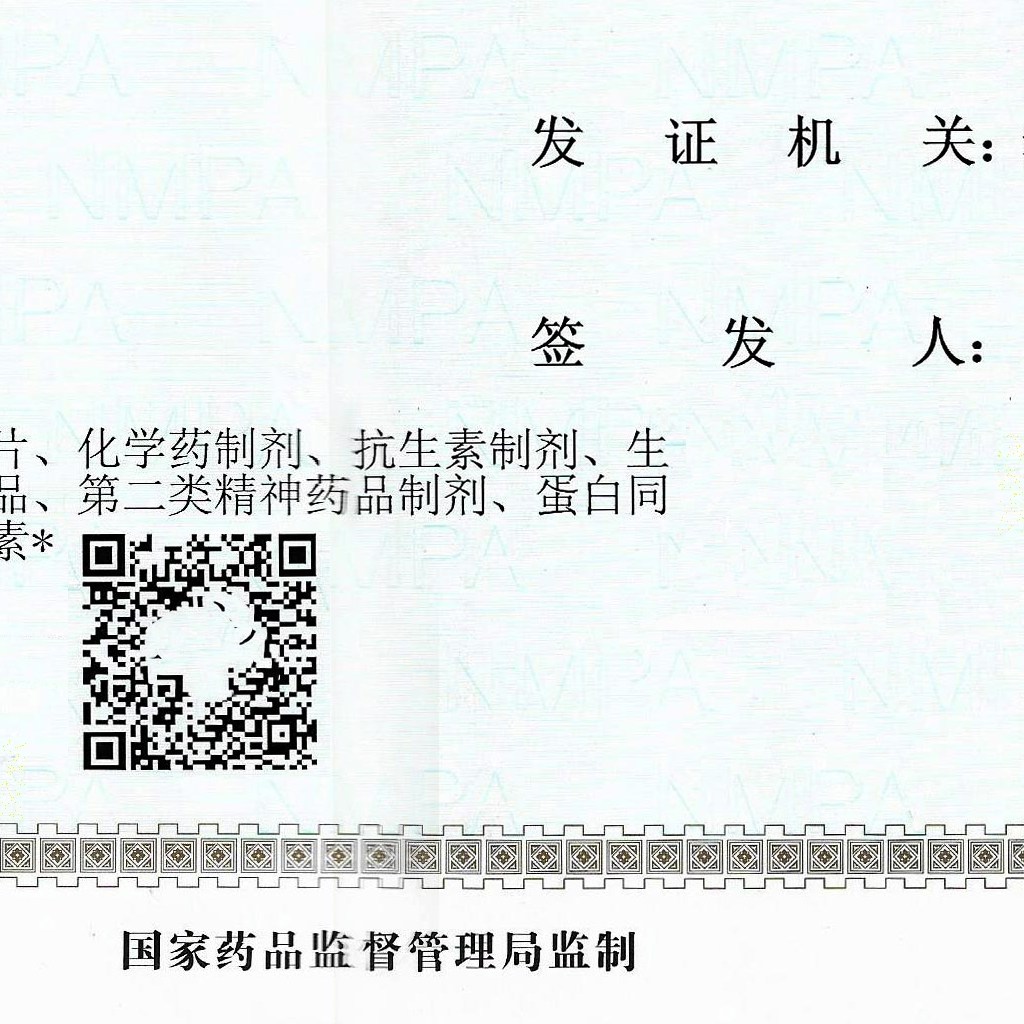 发证机关：
签发人：
片、化学药制剂、抗生素制剂、生
品、第二类精神药品制剂、蛋白同
素*
国家药品监督管理局监制
NMPA